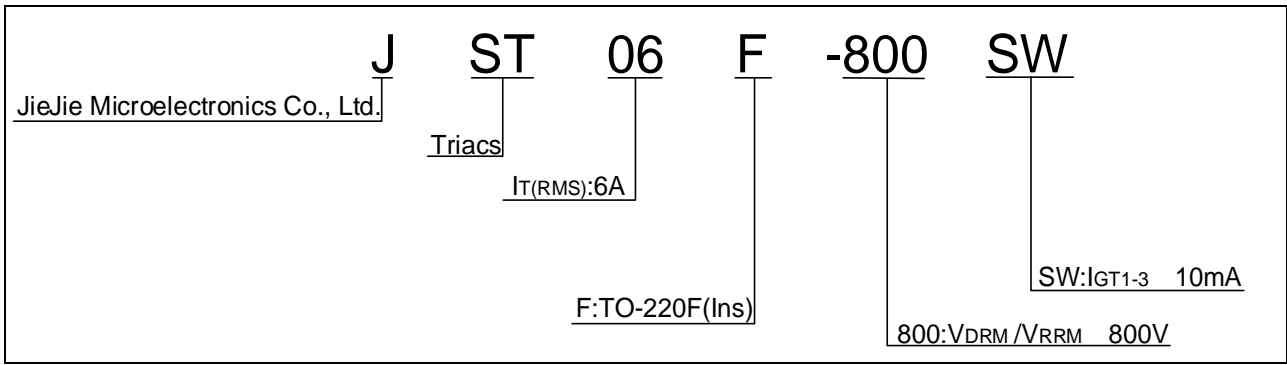 J ST 06 F -800 SW
JieJie Microelectronics Co., Ltd.
Triacs
IT(RMS):6A
SW:IGT1-3 10mA
F:TO-220F(Ins)
800:VDRM /VRRM 800V